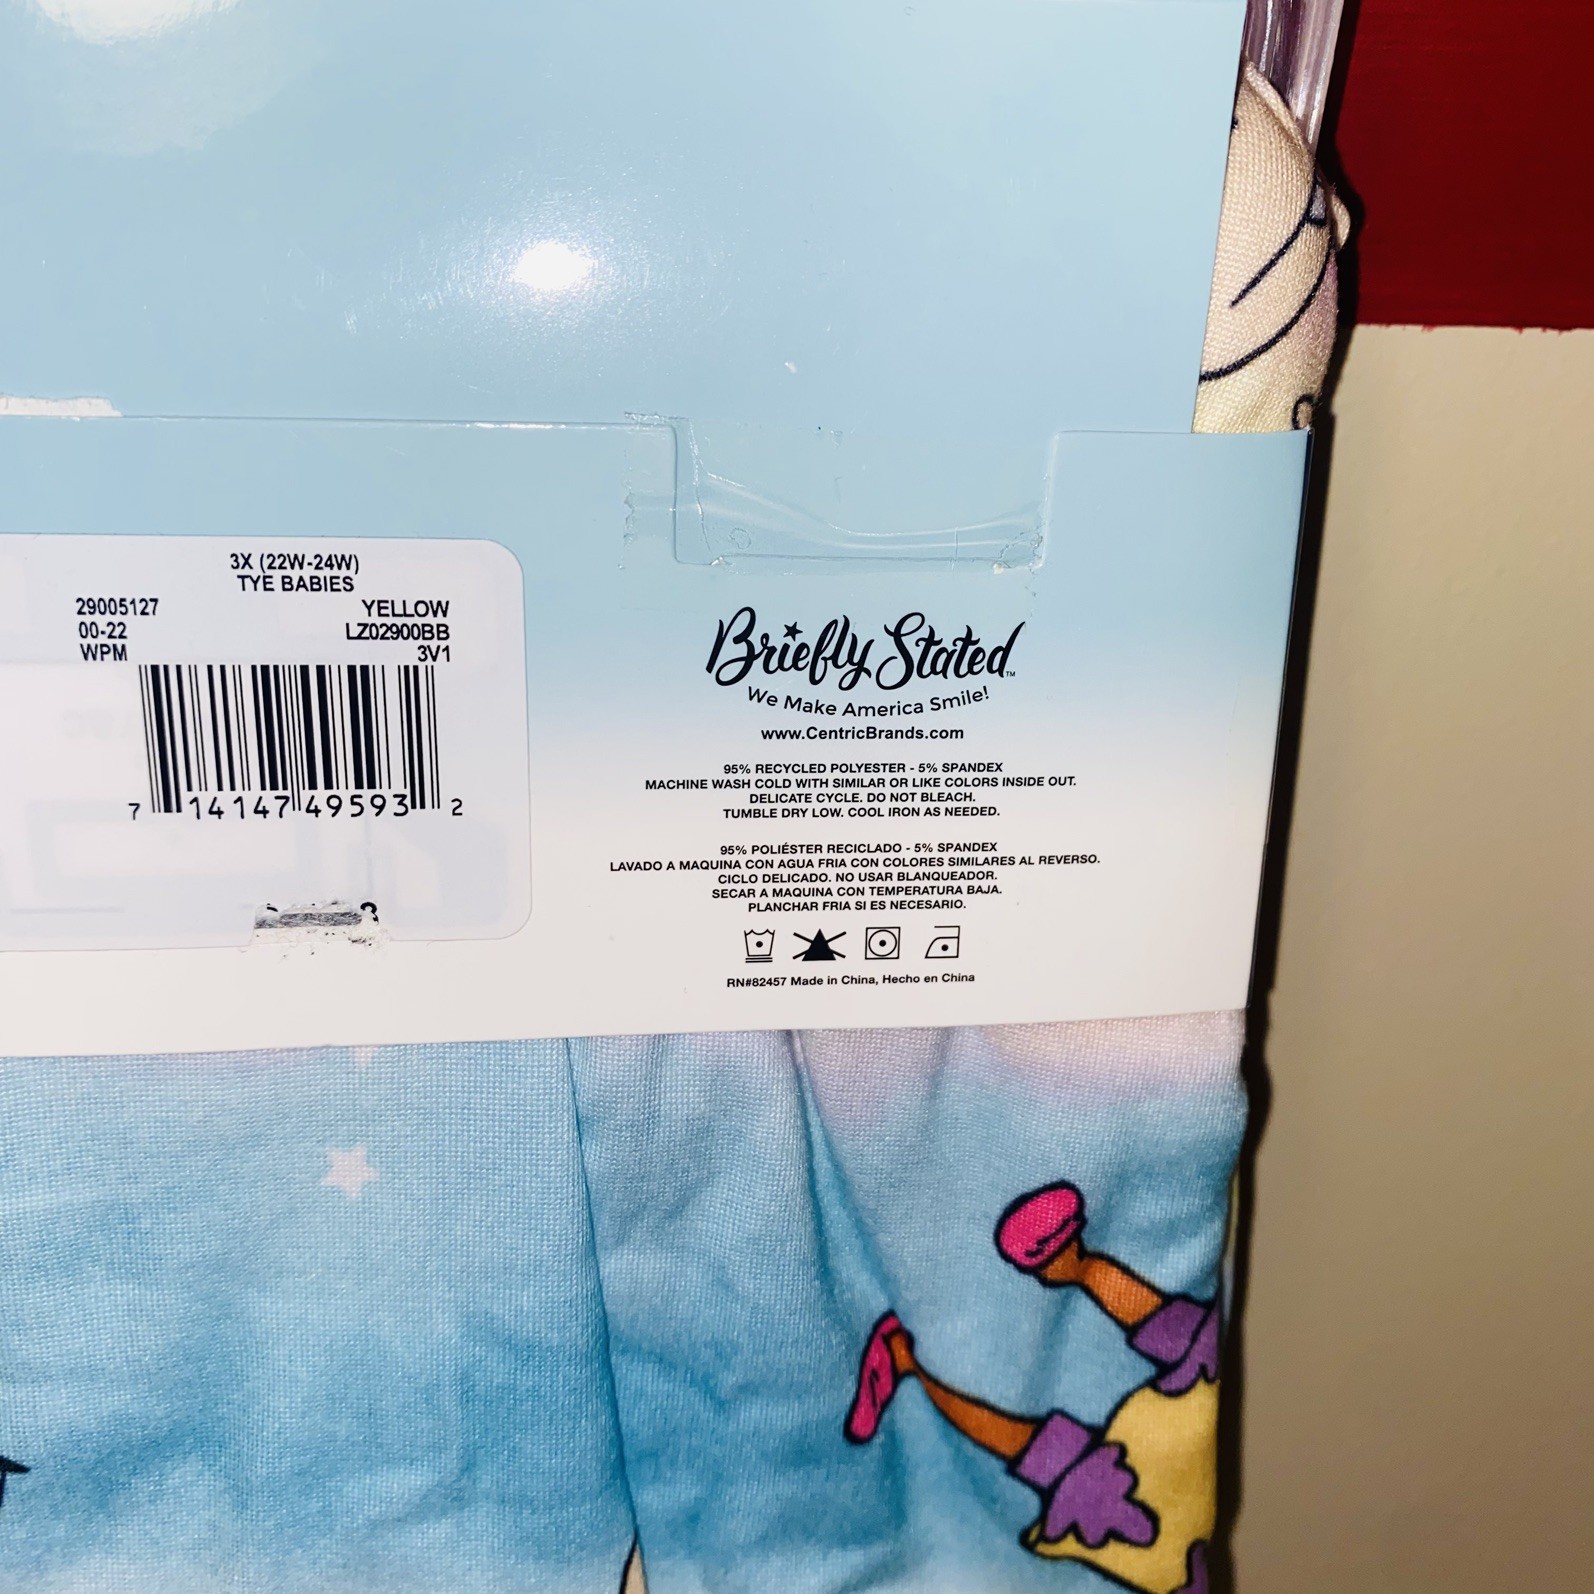 3X (22W-24W)
TYE BABIES
29005127 YELLOW
00-22 LZ02900BB
WPM 3V1
7 14147 49593 2
Briefly Stated™
We Make America Smile!
www.CentricBrands.com
95% RECYCLED POLYESTER - 5% SPANDEX
MACHINE WASH COLD WITH SIMILAR OR LIKE COLORS INSIDE OUT.
DELICATE CYCLE. DO NOT BLEACH.
TUMBLE DRY LOW. COOL IRON AS NEEDED.
95% POLIÉSTER RECICLADO - 5% SPANDEX
LAVADO A MAQUINA CON AGUA FRIA CON COLORES SIMILARES AL REVERSO.
CICLO DELICADO. NO USAR BLANQUEADOR.
SECAR A MAQUINA CON TEMPERATURA BAJA.
PLANCHAR FRIA SI ES NECESARIO.
RN#82457 Made in China, Hecho en China